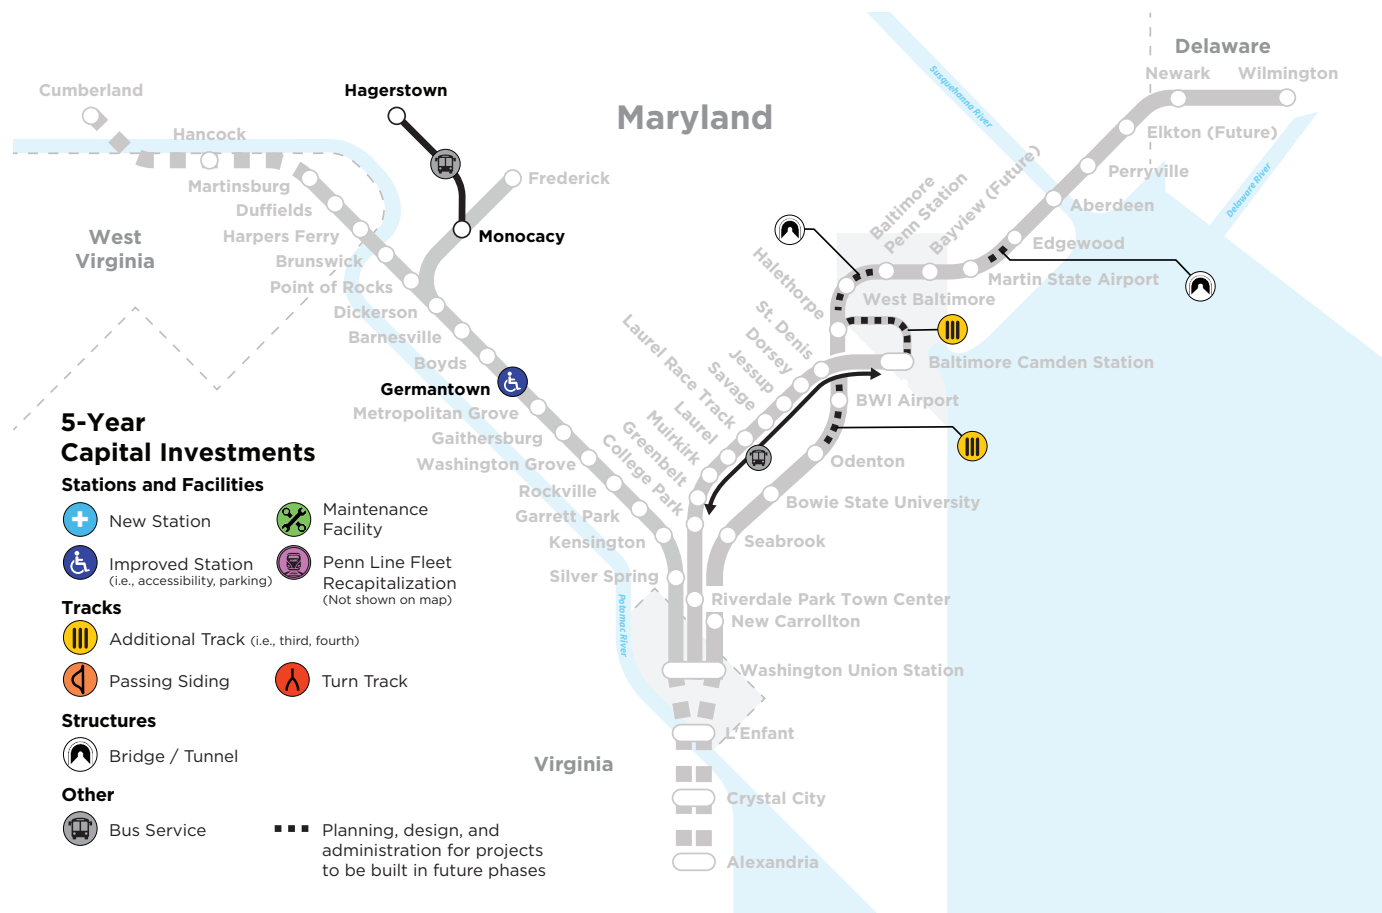 Delaware
Newark
Wilmington
Susquehanna River
Cumberland
Hagerstown
Maryland
Elkton (Future)
Hancock
Perryville
Delaware River
Martinsburg
Frederick
Aberdeen
Duffields
Baltimore
Penn Station
Bayview (Future)
West
Virginia
Harpers Ferry
Monocacy
Edgewood
Brunswick
Halethorpe
Martin State Airport
Point of Rocks
West Baltimore
Dickerson
St. Denis
Barnesville
Laurel Race Track
Dorsey
Jessup
Boyds
Savage
Baltimore Camden Station
Germantown
BWI Airport
Metropolitan Grove
Laurel
Muirkirk
Gaithersburg
Greenbelt
College Park
Washington Grove
Odenton
Rockville
Bowie State University
Garrett Park
Kensington
Seabrook
Silver Spring
Riverdale Park Town Center
Potomac River
New Carrollton
Washington Union Station
L'Enfant
Virginia
Crystal City
Alexandria
5-Year
Capital Investments
Stations and Facilities
New Station
Maintenance
Facility
Improved Station
(i.e., accessibility, parking)
Penn Line Fleet
Recapitalization
(Not shown on map)
Tracks
Additional Track (i.e., third, fourth)
Passing Siding
Turn Track
Structures
Bridge / Tunnel
Other
Bus Service
Planning, design, and
administration for projects
to be built in future phases